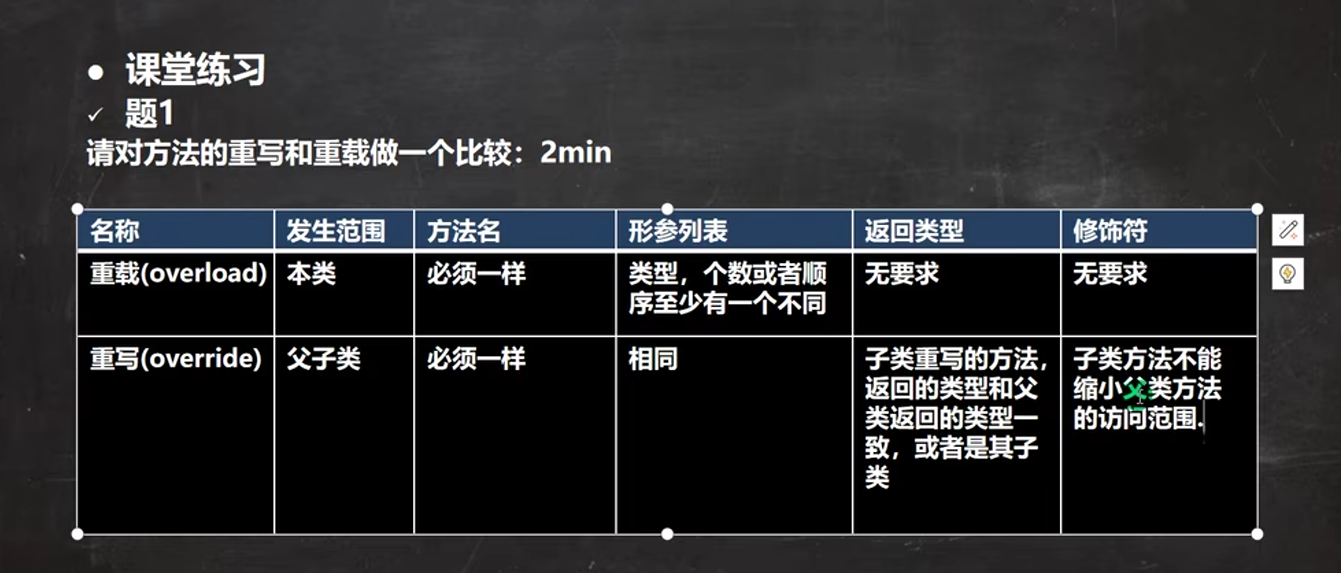 课堂练习
题1
请对方法的重写和重载做一个比较：2min
名称 发生范围 方法名 形参列表 返回类型 修饰符
重载(overload) 本类 必须一样 类型，个数或者顺 无要求 无要求
序至少有一个不同
重写(override) 父子类 必须一样 相同 子类重写的方法， 子类方法不能
返回的类型和父 缩小父类方法
类返回的类型一 的访问范围.
致，或者是其子
类